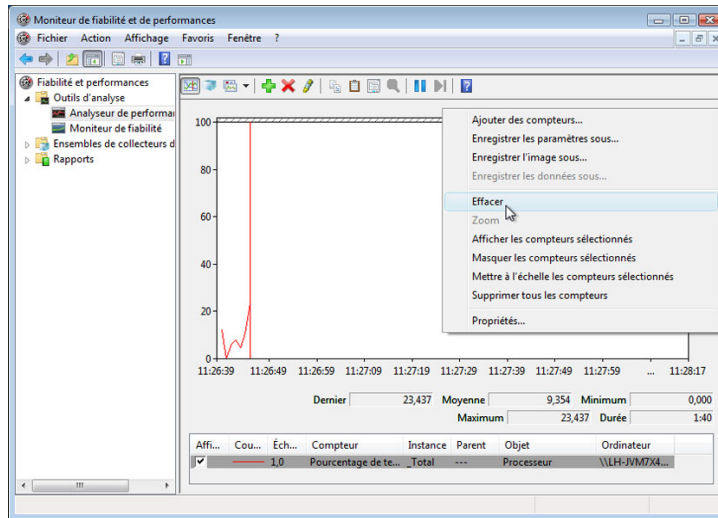 Moniteur de fiabilité et de performances
Fichier Action Affichage Favoris Fenêtre ?
Fiabilité et performances
Outils d'analyse
Analyseur de performa
Moniteur de fiabilité
Ensembles de collecteurs d
Rapports
Ajouter des compteurs...
Enregistrer les paramètres sous...
Enregistrer l'image sous...
Enregistrer les données sous...
Effacer
Zoom
Afficher les compteurs sélectionnés
Masquer les compteurs sélectionnés
Mettre à l'échelle les compteurs sélectionnés
Supprimer tous les compteurs
Propriétés...
100
80
60
40
20
0
11:26:39 11:26:49 11:26:59 11:27:09 11:27:19 11:27:29 11:27:39 11:27:49 11:27:59 ... 11:28:17
Dernier 23,437 Moyenne 9,354 Minimum 0,000
Maximum 23,437 Durée 1:40
Affi... Cou... Éch... Compteur Instance Parent Objet Ordinateur
1,0 Pourcentage de te... _Total --- Processeur \\LH-JVM7X4...